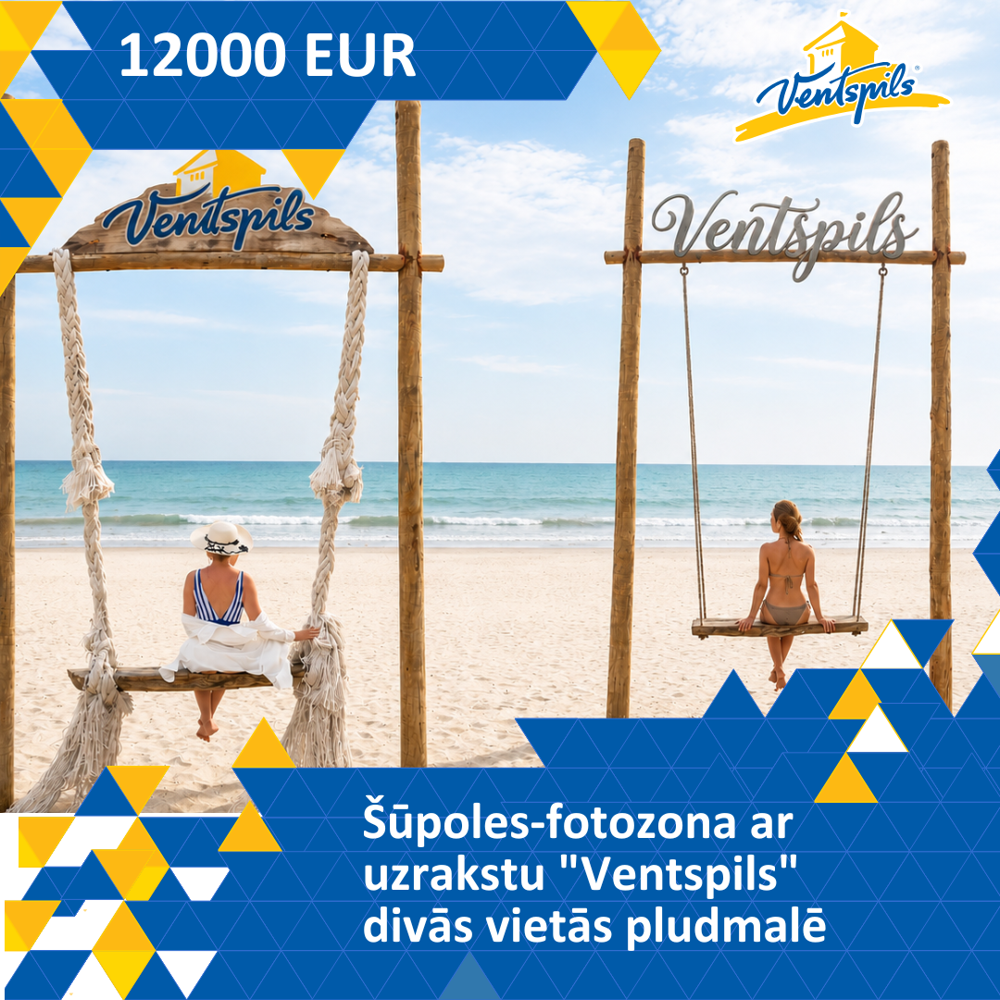 12000 EUR
Ventspils
Ventspils
Ventspils
Šūpoles-fotozona ar
uzrakstu "Ventspils"
divās vietās pludmalē